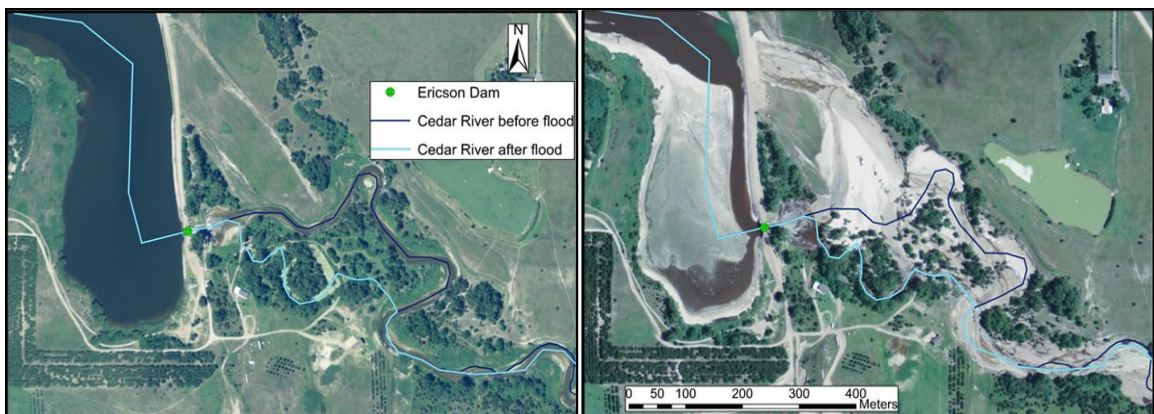 N
Ericson Dam
Cedar River before flood
Cedar River after flood
0 50 100 200 300 400
Meters